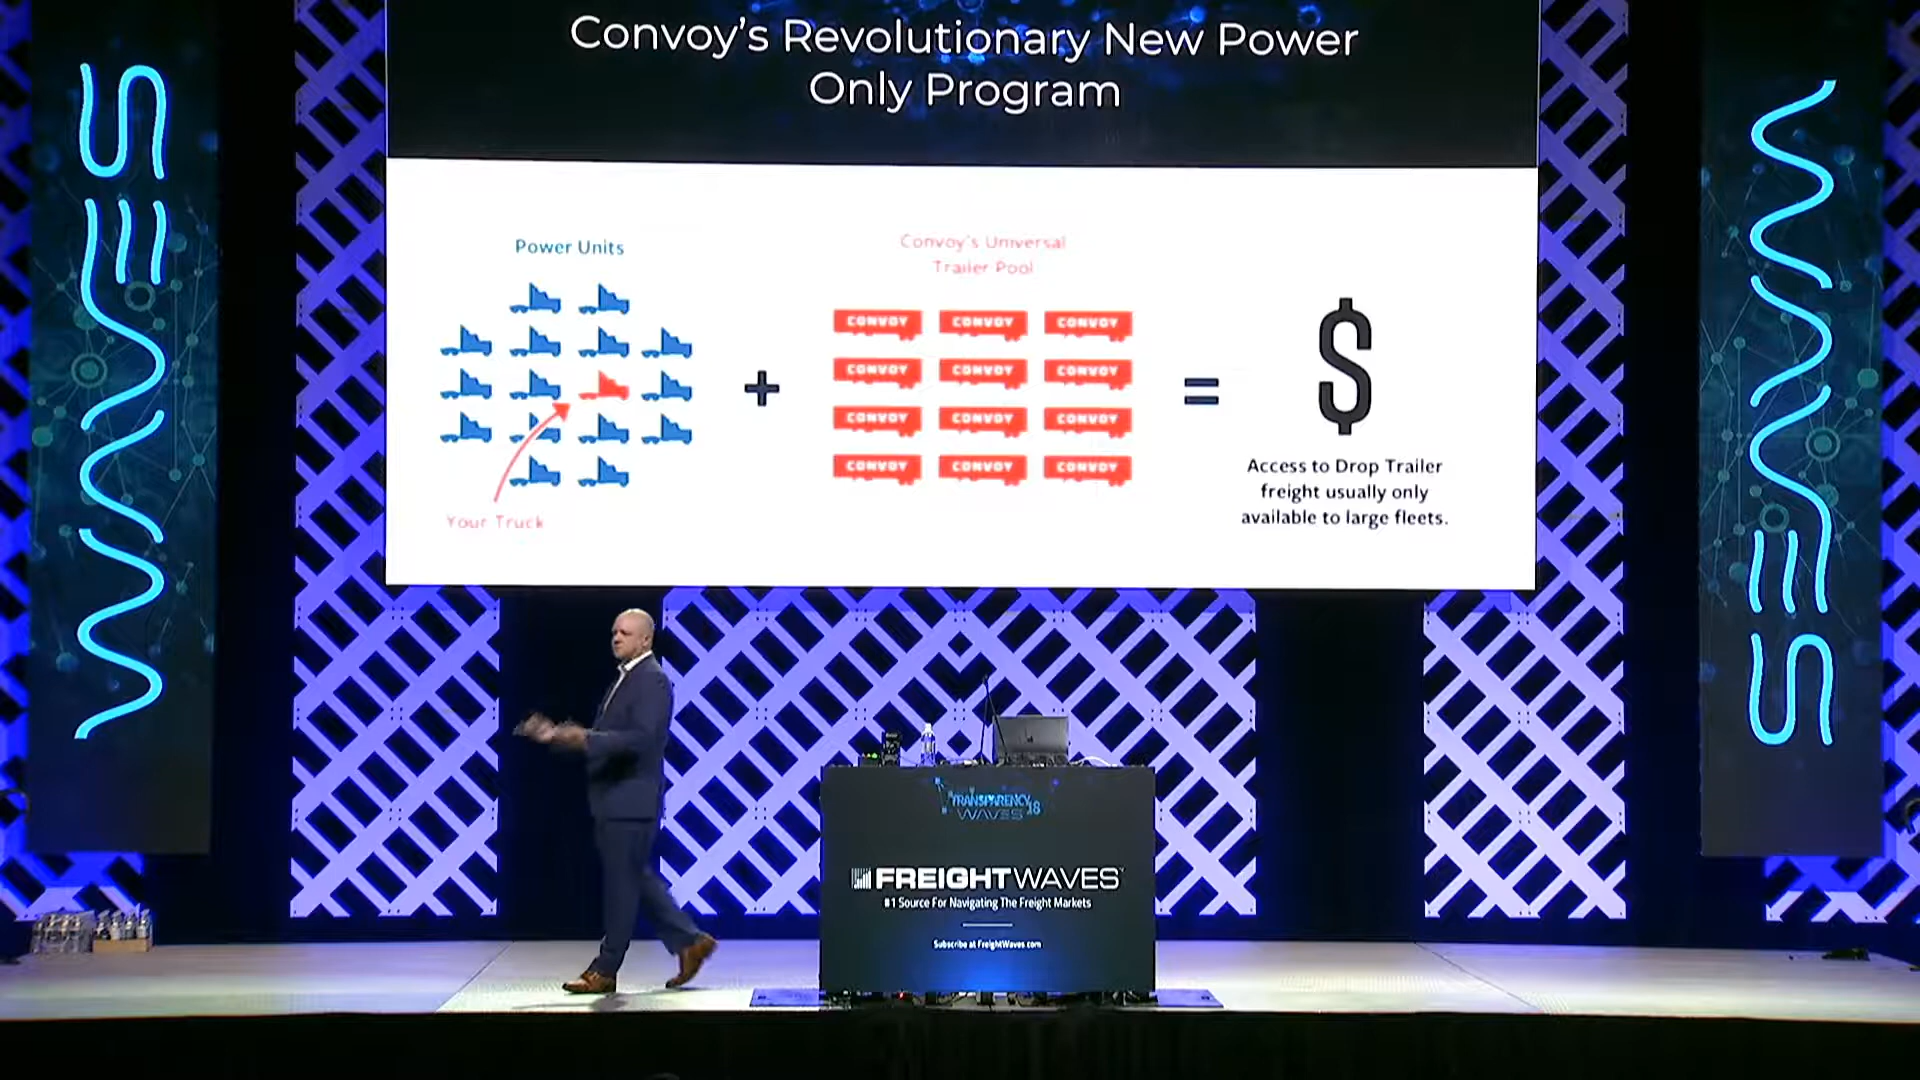 WAVES
Convoy's Revolutionary New Power
Only Program
Power Units
Convoy's Universal
Trailer Pool
CONVOY CONVOY CONVOY
CONVOY CONVOY CONVOY
CONVOY CONVOY CONVOY
CONVOY CONVOY CONVOY
+
=
$
Your Truck
Access to Drop Trailer
freight usually only
available to large fleets.
WAVES
TRANSPARENCY18
WAVES
FREIGHTWAVES
#1 Source For Navigating The Freight Markets
Subscribe at FreightWaves.com